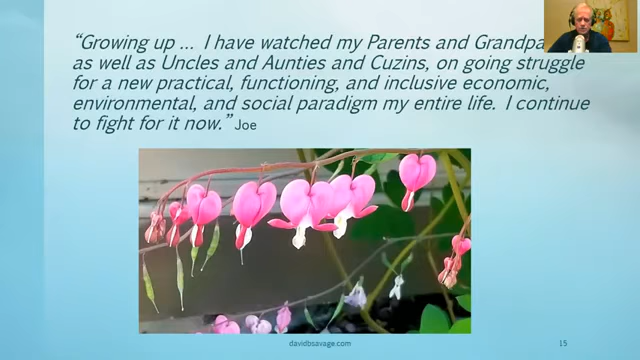 “Growing up ... I have watched my Parents and
as well as Uncles and Aunties and Cuzins, on going struggle
for a new practical, functioning, and inclusive economic,
environmental, and social paradigm my entire life. I continue
to fight for it now.” Joe
davidbsavage.com
15